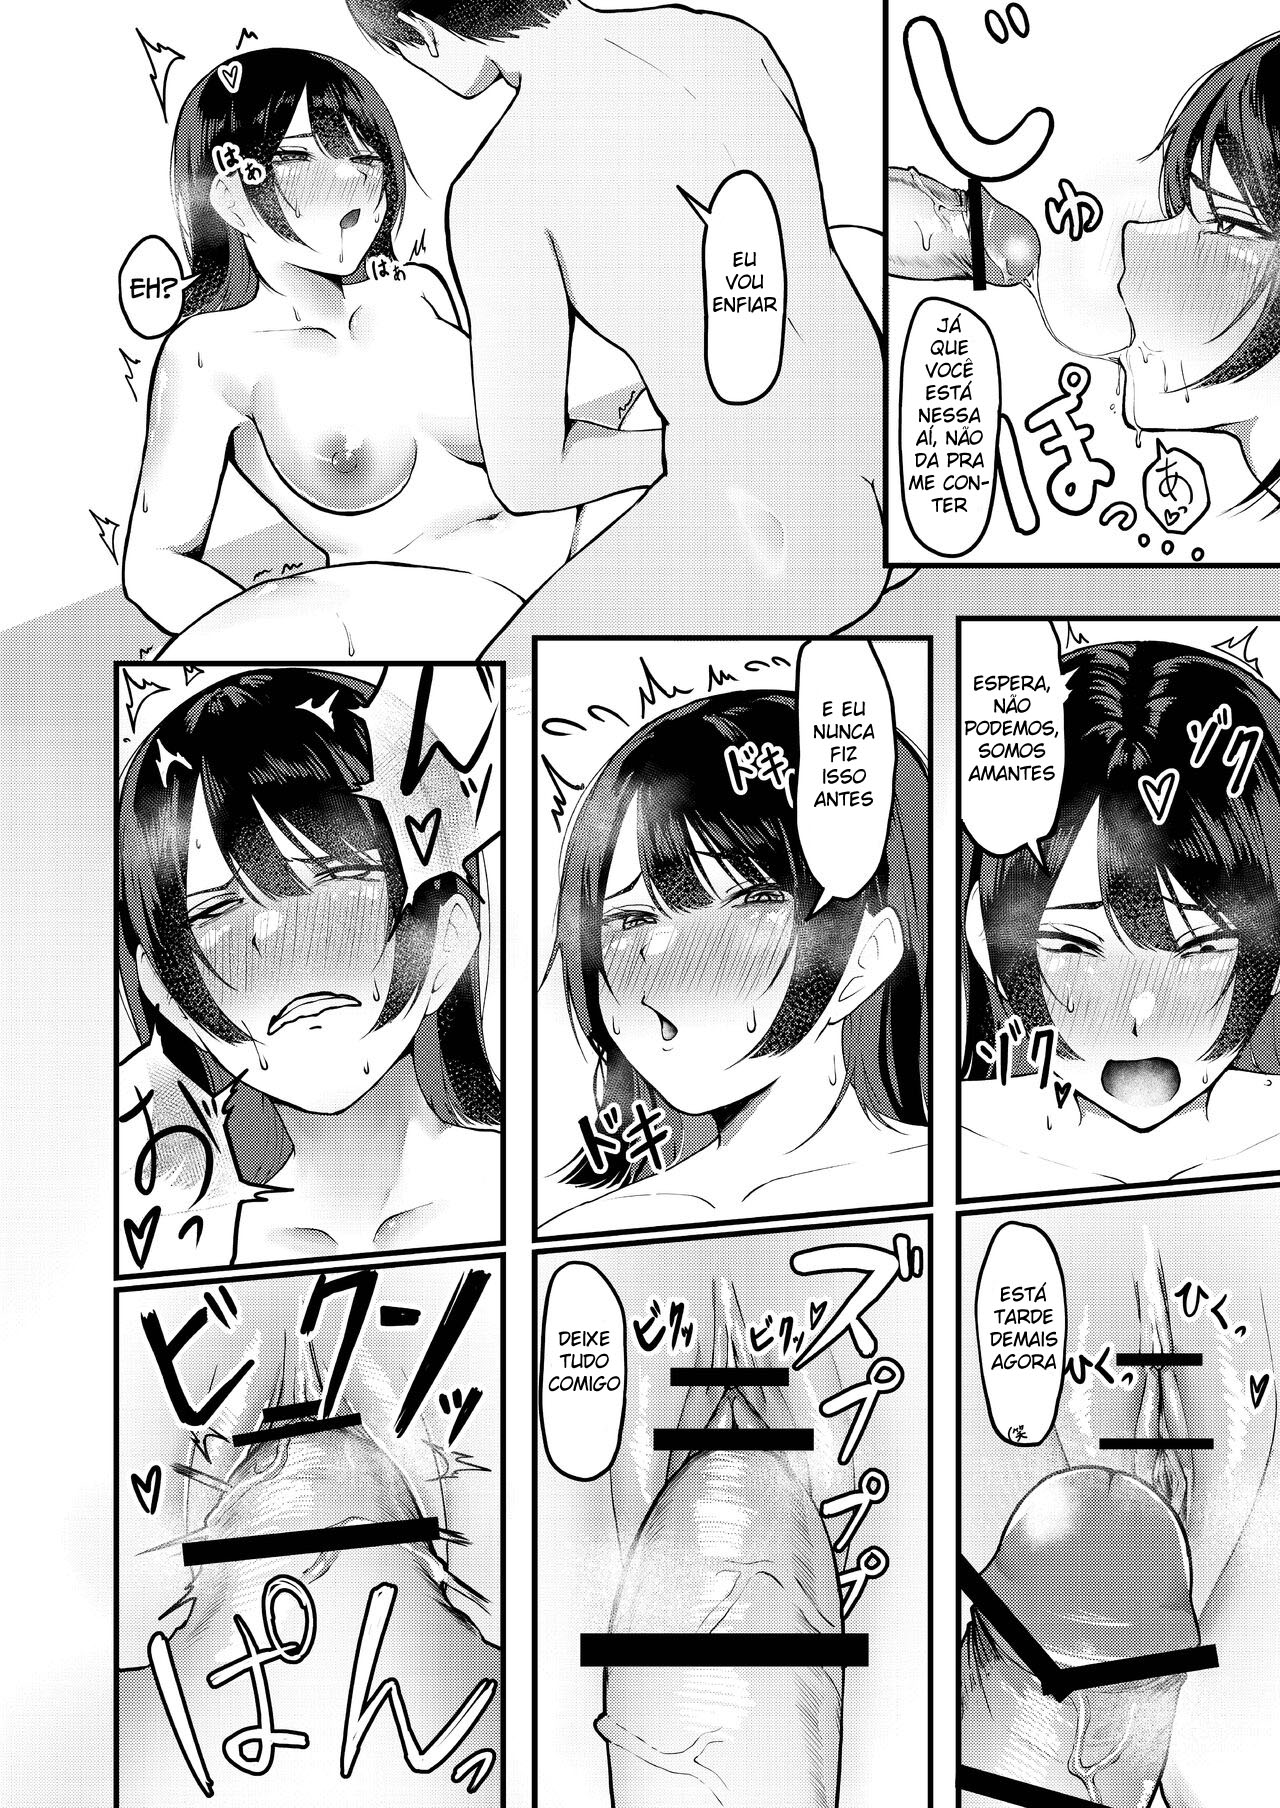 じゅ
ぽっ...
あ
JÁ
QUE
VOCÊ
ESTÁ
NESSA
AÍ, NÃO
DA PRA
ME CON-
TER
EU
VOU
ENFIAR
はぁ
はぁ
EH?
ESPERA,
NÃO
PODEMOS,
SOMOS
AMANTES
ゾク
ゾク
E EU
NUNCA
FIZ
ISSO
ANTES
ドキ
ドキ
おっ
ESTÁ
TARDE
DEMAIS
AGORA
(笑
ひくっ
ひくっ
DEIXE
TUDO
COMIGO
ビクッ
ビクッ
ズププププ
ビクーンッ
ぱんっ